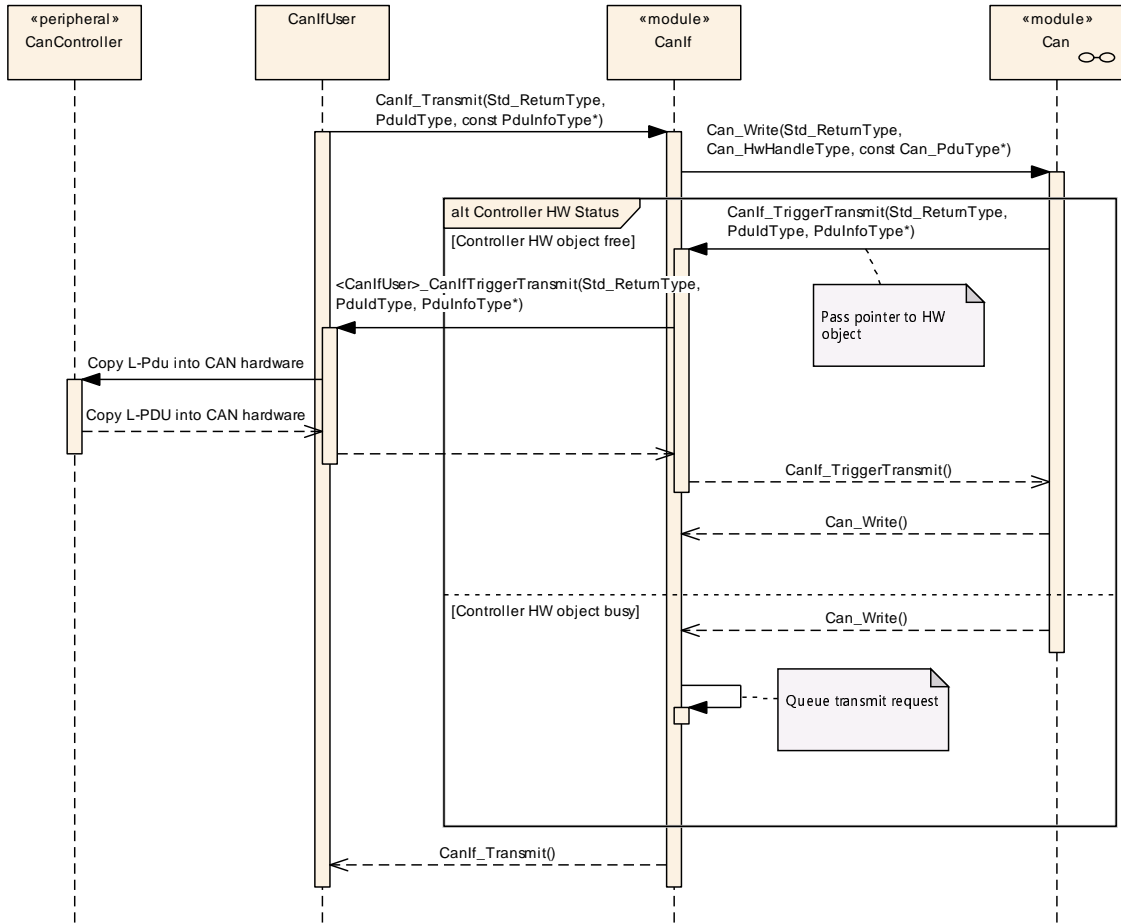 «peripheral»
CanController
CanIfUser
«module»
CanIf
«module»
Can
CanIf_Transmit(Std_ReturnType,
PduIdType, const PduInfoType*)
Can_Write(Std_ReturnType,
Can_HwHandleType, const Can_PduType*)
alt Controller HW Status
CanIf_TriggerTransmit(Std_ReturnType,
PduIdType, PduInfoType*)
[Controller HW object free]
<CanIfUser>_CanIfTriggerTransmit(Std_ReturnType,
PduIdType, PduInfoType*)
Pass pointer to HW
object
Copy L-Pdu into CAN hardware
Copy L-PDU into CAN hardware
CanIf_TriggerTransmit()
Can_Write()
[Controller HW object busy]
Can_Write()
Queue transmit request
CanIf_Transmit()